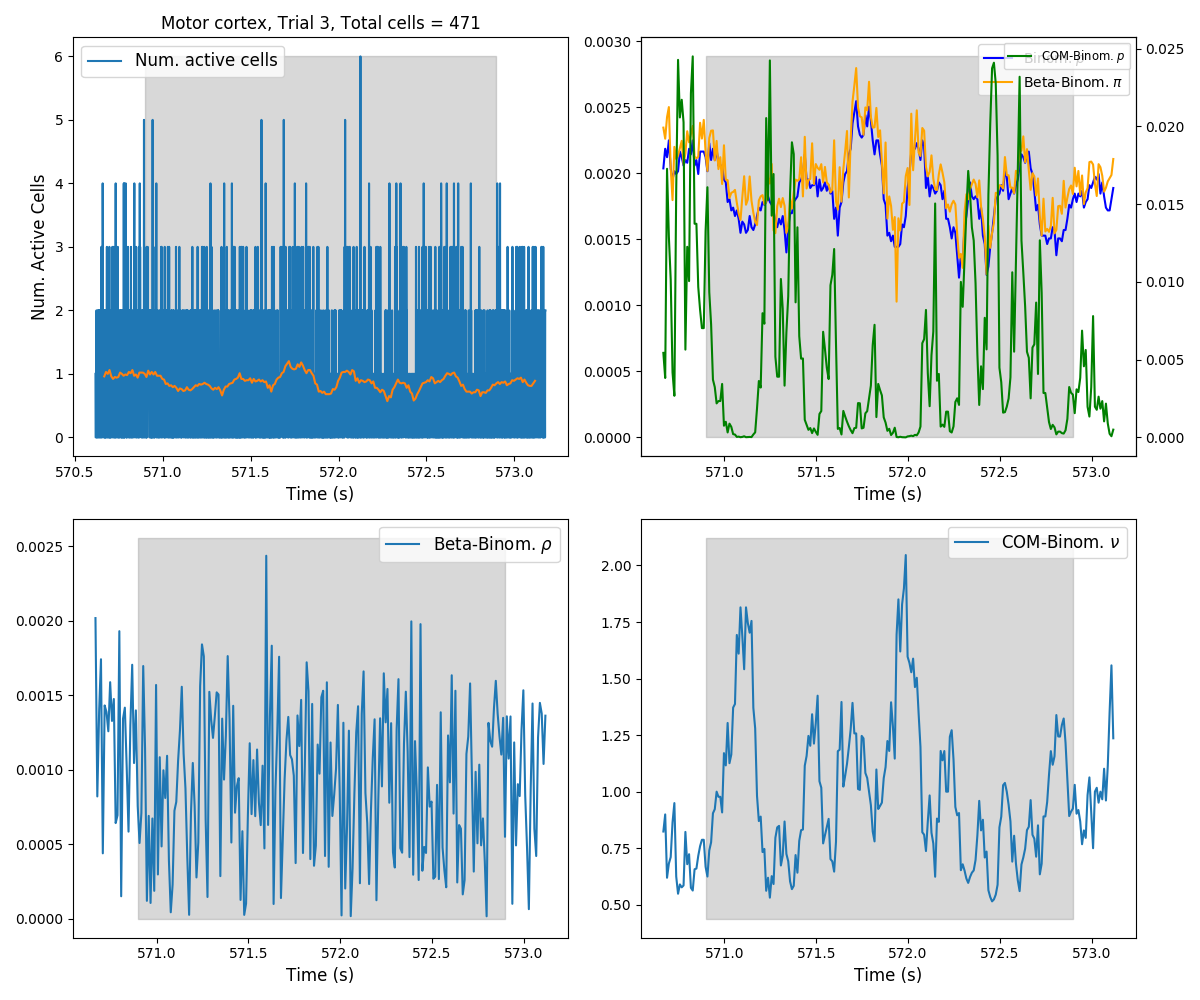 Motor cortex, Trial 3, Total cells = 471
Num. active cells
6
5
4
3
2
1
0
Num. Active Cells
570.5 571.0 571.5 572.0 572.5 573.0
Time (s)
COM-Binom. p
Beta-Binom. π
0.0030
0.0025
0.0020
0.0015
0.0010
0.0005
0.0000
0.025
0.020
0.015
0.010
0.005
0.000
571.0 571.5 572.0 572.5 573.0
Time (s)
Beta-Binom. ρ
0.0025
0.0020
0.0015
0.0010
0.0005
0.0000
571.0 571.5 572.0 572.5 573.0
Time (s)
COM-Binom. ν
2.00
1.75
1.50
1.25
1.00
0.75
0.50
571.0 571.5 572.0 572.5 573.0
Time (s)